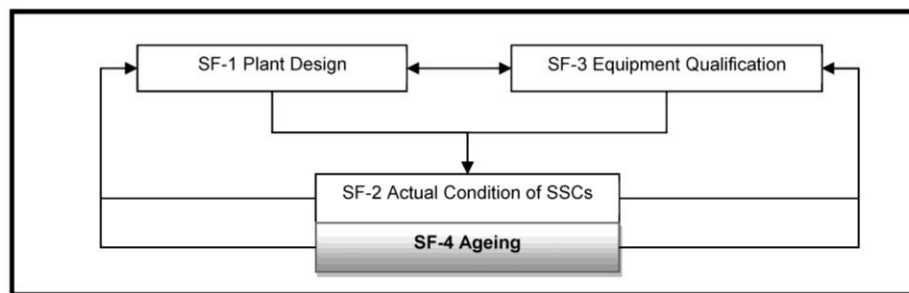 SF-1 Plant Design
SF-3 Equipment Qualification
SF-2 Actual Condition of SSCs
SF-4 Ageing